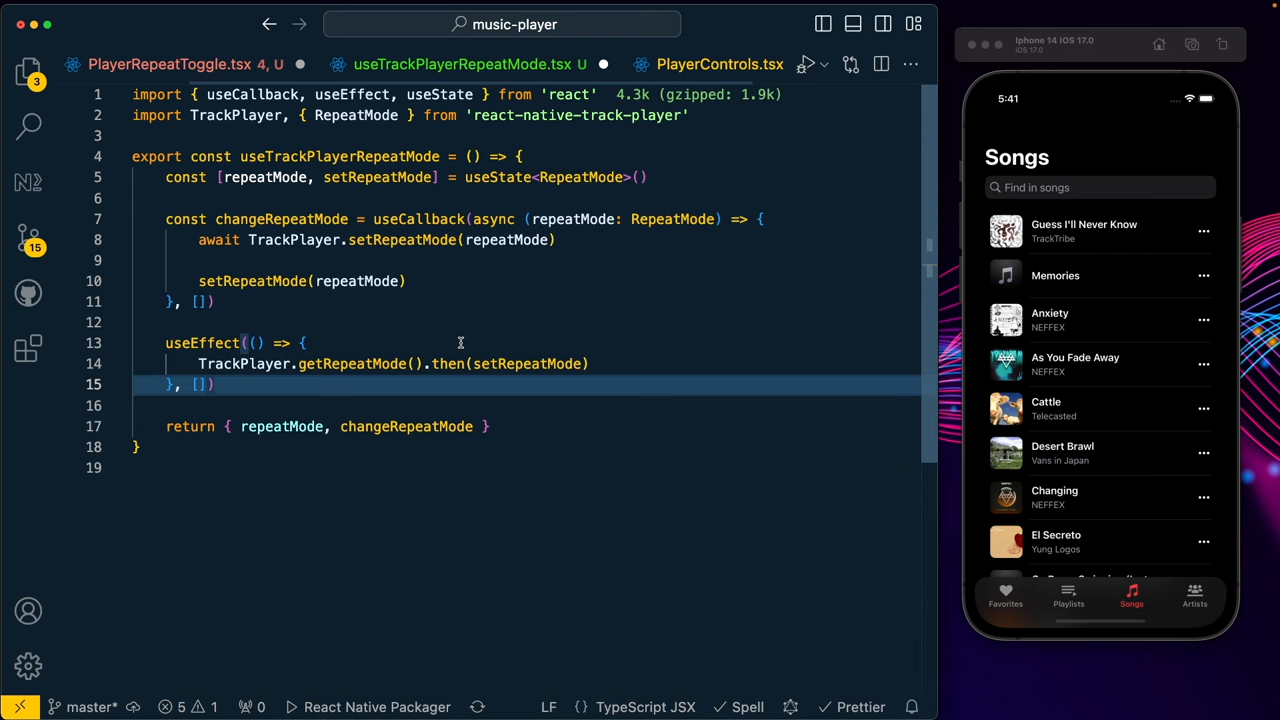 music-player
PlayerRepeatToggle.tsx 4, U
useTrackPlayerRepeatMode.tsx U
PlayerControls.tsx
3
15
1 import { useCallback, useEffect, useState } from 'react' 4.3k (gzipped: 1.9k)
2 import TrackPlayer, { RepeatMode } from 'react-native-track-player'
3
4 export const useTrackPlayerRepeatMode = () => {
5 const [repeatMode, setRepeatMode] = useState<RepeatMode>()
6
7 const changeRepeatMode = useCallback(async (repeatMode: RepeatMode) => {
8 await TrackPlayer.setRepeatMode(repeatMode)
9
10 setRepeatMode(repeatMode)
11 }, [])
12
13 useEffect(() => {
14 TrackPlayer.getRepeatMode().then(setRepeatMode)
15 }, [])
16
17 return { repeatMode, changeRepeatMode }
18 }
19
master* 5 1 0 React Native Packager LF {} TypeScript JSX Spell Prettier
Iphone 14 IOS 17.0
iOS 17.0
5:41
Songs
Find in songs
Guess I'll Never Know
TrackTribe
Memories
Anxiety
NEFFEX
As You Fade Away
NEFFEX
Cattle
Telecasted
Desert Brawl
Vans in Japan
Changing
NEFFEX
El Secreto
Yung Logos
Favorites Playlists Songs Artists